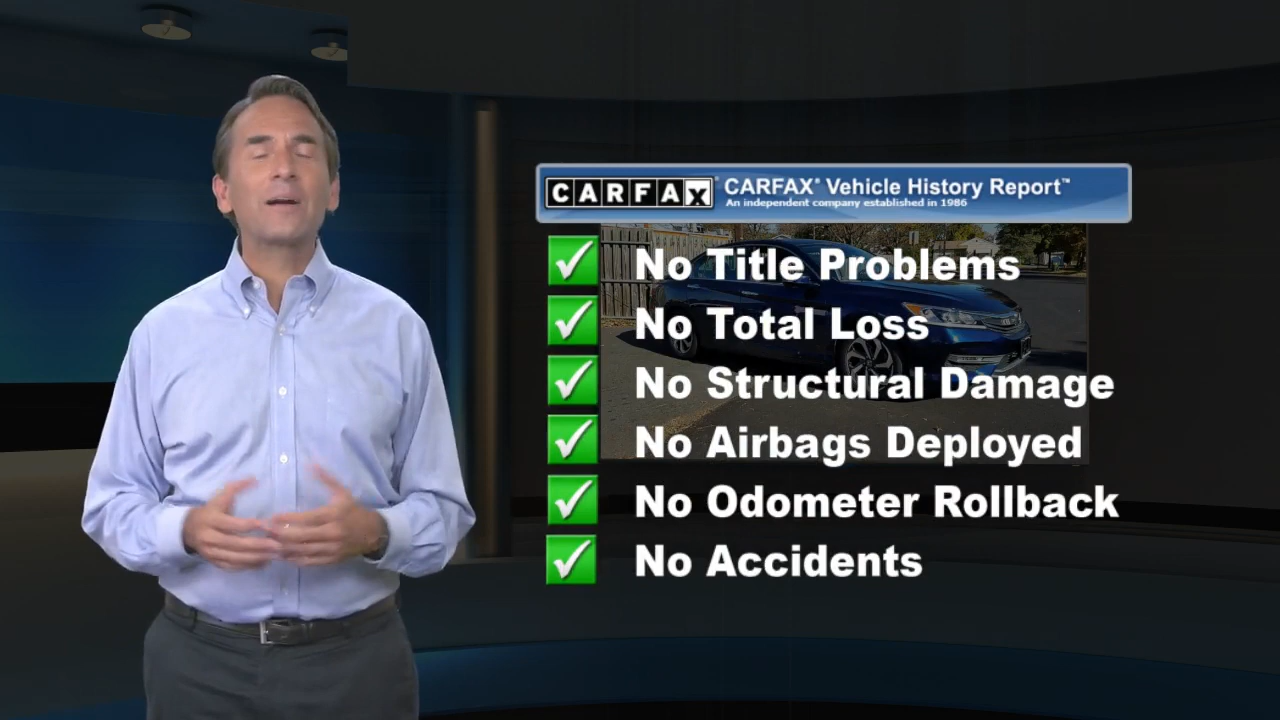 CARFAX® CARFAX® Vehicle History Report™
An independent company established in 1986
No Title Problems
No Total Loss
No Structural Damage
No Airbags Deployed
No Odometer Rollback
No Accidents